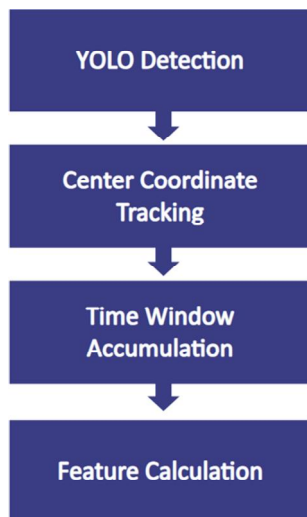 YOLO Detection
Center Coordinate
Tracking
Time Window
Accumulation
Feature Calculation